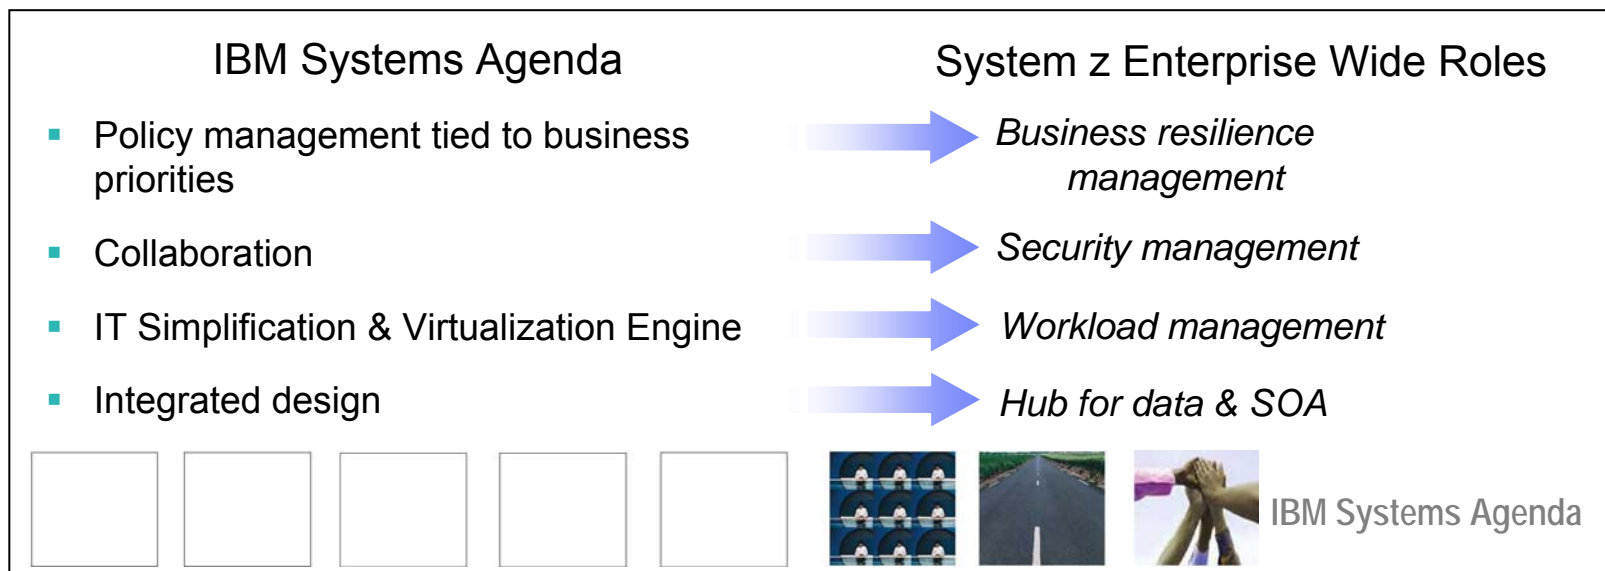 IBM Systems Agenda
System z Enterprise Wide Roles
▪ Policy management tied to business
priorities
Business resilience
management
▪ Collaboration
Security management
▪ IT Simplification & Virtualization Engine
Workload management
▪ Integrated design
Hub for data & SOA
IBM Systems Agenda